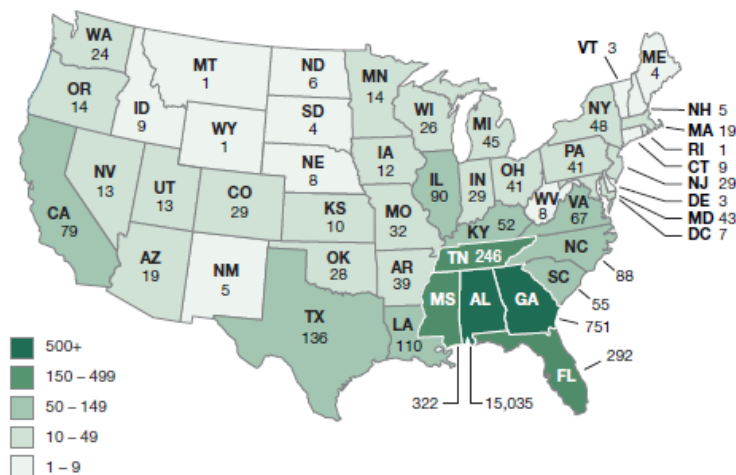 WA
24
OR
14
CA
79
NV
13
ID
9
MT
1
WY
1
UT
13
AZ
19
CO
29
NM
5
ND
6
SD
4
NE
8
KS
10
OK
28
TX
136
MN
14
IA
12
MO
32
AR
39
LA
110
WI
26
IL
90
MI
45
IN
29
OH
41
KY 52
TN 246
MS
322
AL
15,035
GA
751
FL
292
SC
55
NC
88
VA
67
WV
8
PA
41
NY
48
VT 3
ME
4
NH 5
MA 19
RI 1
CT 9
NJ 29
DE 3
MD 43
DC 7
500+
150 – 499
50 – 149
10 – 49
1 – 9